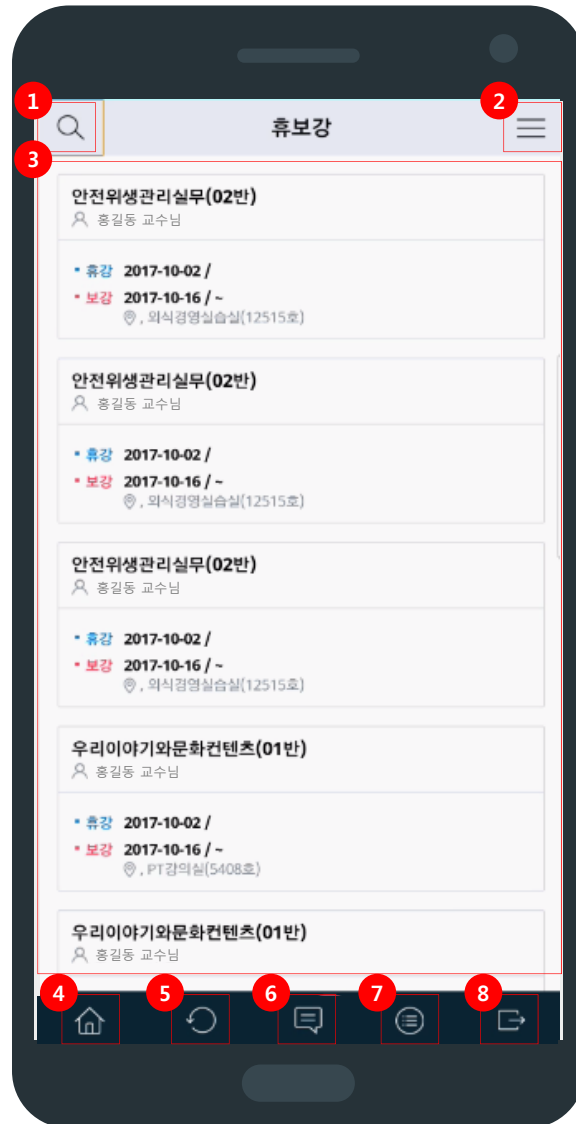 1
2
휴보강
3
안전위생관리실무(02반)
홍길동 교수님
휴강 2017-10-02 /
보강 2017-10-16 / ~
, 외식경영실습실(12515호)
안전위생관리실무(02반)
홍길동 교수님
휴강 2017-10-02 /
보강 2017-10-16 / ~
, 외식경영실습실(12515호)
안전위생관리실무(02반)
홍길동 교수님
휴강 2017-10-02 /
보강 2017-10-16 / ~
, 외식경영실습실(12515호)
우리이야기와문화컨텐츠(01반)
홍길동 교수님
휴강 2017-10-02 /
보강 2017-10-16 / ~
, PT강의실(5408호)
우리이야기와문화컨텐츠(01반)
홍길동 교수님
4
5
6
7
8